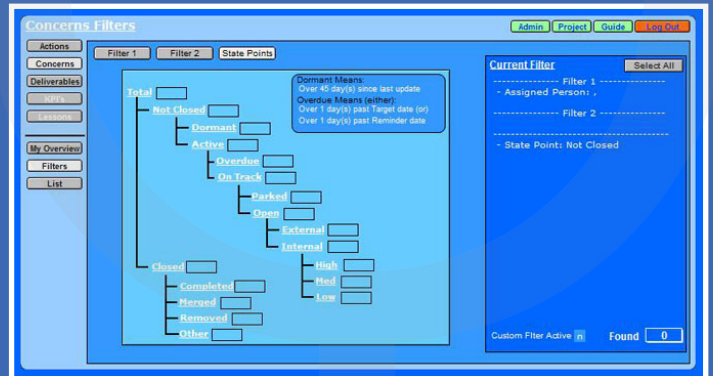 Concerns Filters
Admin Project Guide Log Out
Actions
Concerns
Deliverables
KPI's
Lessons
My Overview
Filters
List
Filter 1 Filter 2 State Points
Dormant Means:
Over 45 day(s) since last update
Overdue Means (either):
Over 1 day(s) past Target date (or)
Over 1 day(s) past Reminder date
Total
Not Closed
Dormant
Active
Overdue
On Track
Parked
Open
External
Internal
High
Med
Low
Closed
Completed
Merged
Removed
Other
Current Filter Select All
--------------- Filter 1 ---------------
- Assigned Person: .
--------------- Filter 2 ---------------
----------------------------------------
- State Point: Not Closed
Custom Flter Active n Found 0